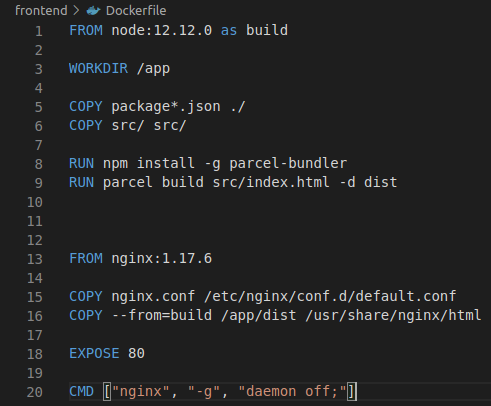 frontend > Dockerfile
1 FROM node:12.12.0 as build
2
3 WORKDIR /app
4
5 COPY package*.json ./
6 COPY src/ src/
7
8 RUN npm install -g parcel-bundler
9 RUN parcel build src/index.html -d dist
10
11
12
13 FROM nginx:1.17.6
14
15 COPY nginx.conf /etc/nginx/conf.d/default.conf
16 COPY --from=build /app/dist /usr/share/nginx/html
17
18 EXPOSE 80
19
20 CMD ["nginx", "-g", "daemon off;"]